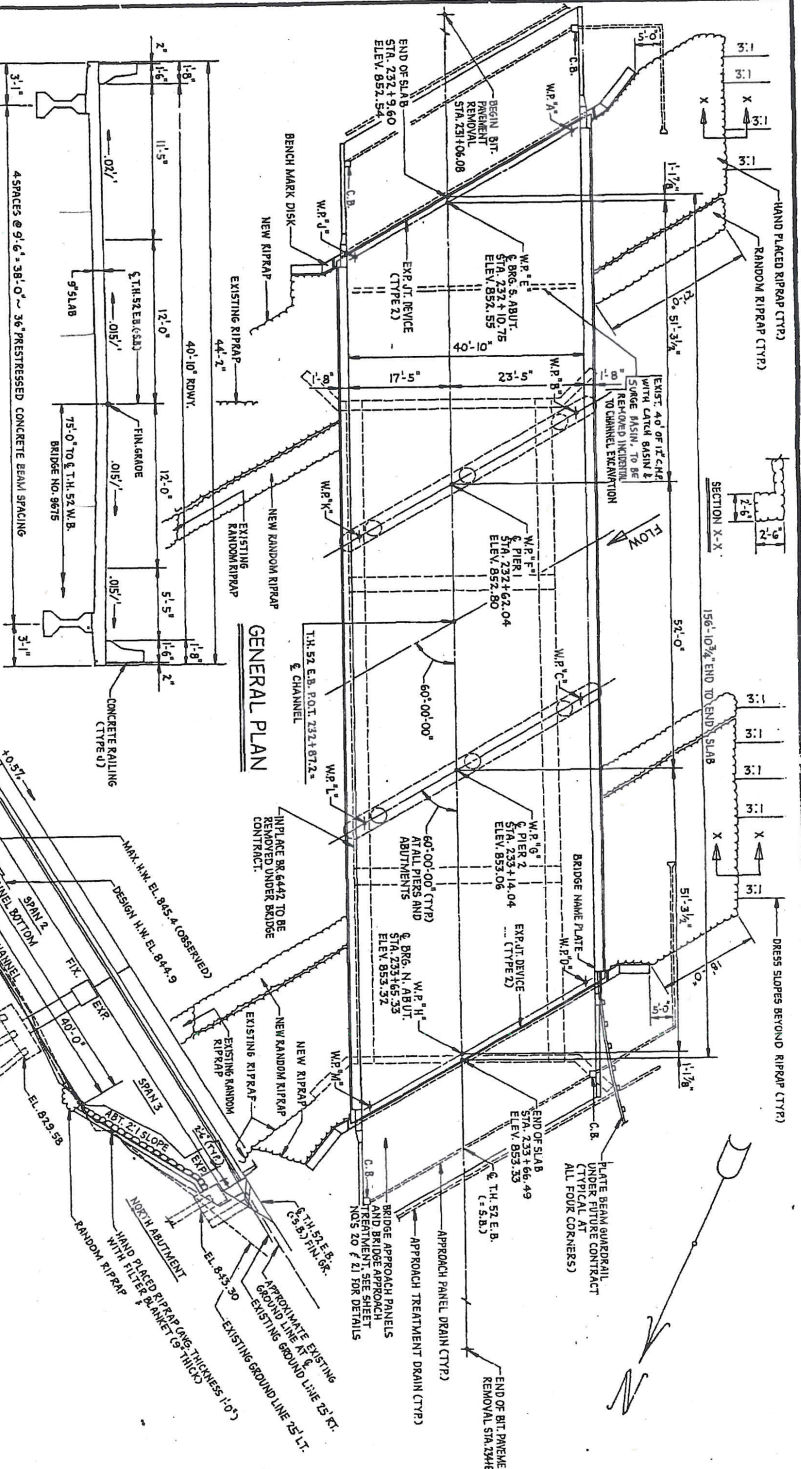 3:1
3:1
3:1
3:1
X
X
HAND PLACED RIPRAP (TYP.)
RANDOM RIPRAP (TYP.)
5'-0"
C.B.
W.P. "A"
BEGIN BIT.
PAVEMENT
REMOVAL
STA. 231+06.08
END OF SLAB
STA. 232+9.60
ELEV. 852.54
C.B.
W.P. "J"
BENCH MARK DISK
NEW RIPRAP
EXISTING RIPRAP
EXP. JT. DEVICE
(TYPE 2)
W.P. "E"
℄ BRG. S. ABUT.
STA. 232+10.75
ELEV. 852.55
1'-1⅞"
51'-3½"
40'-10"
1'-8"
17'-5"
23'-5"
1'-8"
W.P. "B"
EXIST. 40' OF 12" C.M.P.
WITH CATCH BASIN &
SURGE BASIN, TO BE
REMOVED INCIDENTAL
TO CHANNEL EXCAVATION
SECTION X-X
2'-6"
2'-6"
FLOW
W.P. "K"
W.P. "F"
℄ PIER 1
STA. 232+62.04
ELEV. 852.80
NEW RANDOM RIPRAP
EXISTING
RANDOM RIPRAP
52'-0"
156'-10¾" END TO END SLAB
GENERAL PLAN
T.H. 52 E.B. P.O.T. 232+87.2=
℄ CHANNEL
60°-00'-00"
W.P. "C"
W.P. "L"
W.P. "G"
℄ PIER 2
STA. 233+14.04
ELEV. 853.06
60°-00'-00" (TYP.)
AT ALL PIERS AND
ABUTMENTS
INPLACE BR. 6442 TO BE
REMOVED UNDER BRIDGE
CONTRACT.
3:1
3:1
3:1
3:1
3:1
X
X
DRESS SLOPES BEYOND RIPRAP (TYP.)
51'-3½"
BRIDGE NAME PLATE
EXP. JT. DEVICE
(TYPE 2)
W.P. "D"
5'-0"
1'-1⅞"
W.P. "H"
℄ BRG. N. ABUT.
STA. 233+65.33
ELEV. 853.32
NEW RANDOM RIPRAP
EXISTING RANDOM
RIPRAP
EXISTING RIPRAP
NEW RIPRAP
W.P. "M"
C.B.
C.B.
END OF SLAB
STA. 233+66.49
ELEV. 853.33
℄ T.H. 52 E.B.
(=S.B.)
PLATE BEAM GUARDRAIL
UNDER FUTURE CONTRACT
(TYPICAL AT
ALL FOUR CORNERS)
APPROACH PANEL DRAIN (TYP.)
APPROACH TREATMENT DRAIN (TYP.)
BRIDGE APPROACH PANELS
AND BRIDGE APPROACH
TREATMENT, SEE SHEET
NO'S 20 & 21 FOR DETAILS
END OF BIT. PAVEME
N
44'-2"
40'-10" RDWY.
2"
1'-8"
1'-6"
11'-5"
12'-0"
12'-0"
5'-5"
1'-8"
1'-6"
2"
℄ T.H. 52 E.B. (=S.B.)
FIN. GRADE
.02'/'
.015'/'
.015'/'
.015'/'
9" SLAB
75'-0" TO ℄ T.H. 52 W.B.
BRIDGE NO. 9675
CONCRETE RAILING
3'-1"
4 SPACES @ 9'-6" = 38'-0" ~ 36" PRESTRESSED CONCRETE BEAM SPACING
3'-1"
+0.5%
MAX. H.W. EL. 845.4 (OBSERVED)
DESIGN H.W. EL. 844.9
SPAN 2
FIX.
EXP.
SPAN 3
EXP.
40'-0"
EL. 829.58
ABT. 2:1 SLOPE
2'-6" (TYP.)
℄ T.H. 52 E.B.
(=S.B.) FIN. GR.
EL. 843.30
NORTH ABUTMENT
APPROXIMATE EXISTING
GROUND LINE AT ℄
EXISTING GROUND LINE 25' RT.
EXISTING GROUND LINE 25' LT.
HAND PLACED RIPRAP (AVG. THICKNESS 1'-0")
WITH FILTER BLANKET (9" THICK)
RANDOM RIPRAP